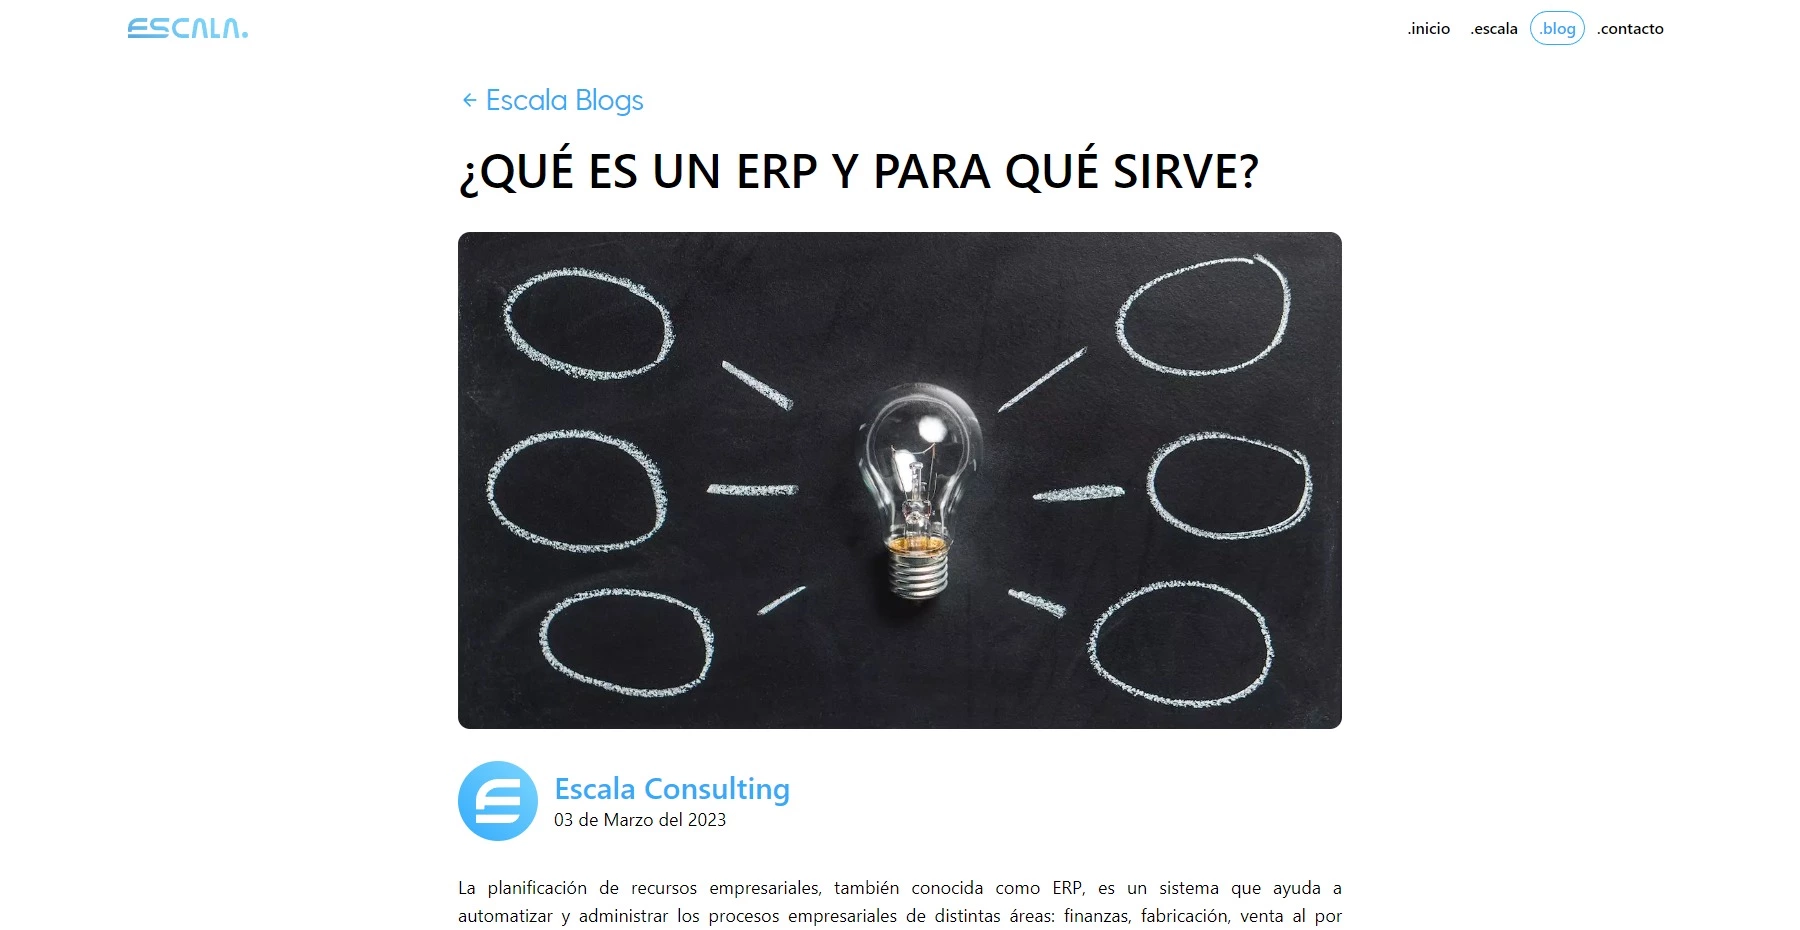 ESCALA.
.inicio .escala .blog .contacto
← Escala Blogs
¿QUÉ ES UN ERP Y PARA QUÉ SIRVE?
Escala Consulting
03 de Marzo del 2023
La planificación de recursos empresariales, también conocida como ERP, es un sistema que ayuda a
automatizar y administrar los procesos empresariales de distintas áreas: finanzas, fabricación, venta al por